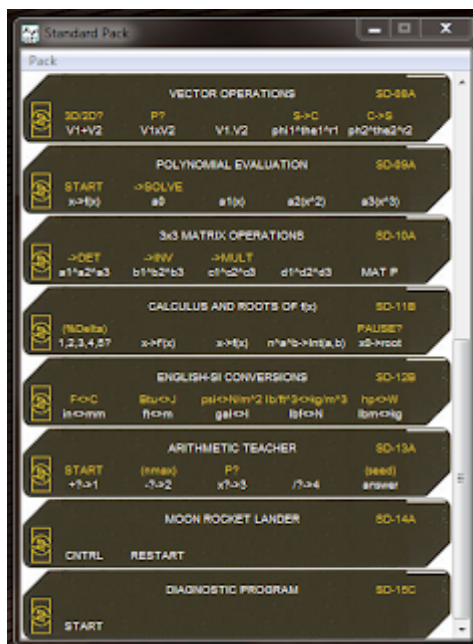 Standard Pack
Pack
VECTOR OPERATIONS SD-08A
3D/2D? P? S->C C->S
V1+V2 V1xV2 V1.V2 phi1^the1^r1 ph2^the2^r2
POLYNOMIAL EVALUATION SD-09A
START ->SOLVE
x->f(x) a0 a1(x) a2(x^2) a3(x^3)
3x3 MATRIX OPERATIONS SD-10A
->DET ->INV ->MULT
a1^a2^a3 b1^b2^b3 c1^c2^c3 d1^d2^d3 MAT P
CALCULUS AND ROOTS OF f(x) SD-11B
(%Delta) PAUSE?
1,2,3,4,5? x->f'(x) x->f(x) n^a^b->Int(a,b) x0->root
ENGLISH-SI CONVERSIONS SD-12B
F<>C Btu<>J psi<>N/m^2 lb/ft^3<>kg/m^3 hp<>W
in<>mm ft<>m gal<>l lbf<>N lbm<>kg
ARITHMETIC TEACHER SD-13A
START (nmax) P? (seed)
+?->1 -?->2 x?->3 /?->4 answer
MOON ROCKET LANDER SD-14A
CNTRL RESTART
DIAGNOSTIC PROGRAM SD-15C
START